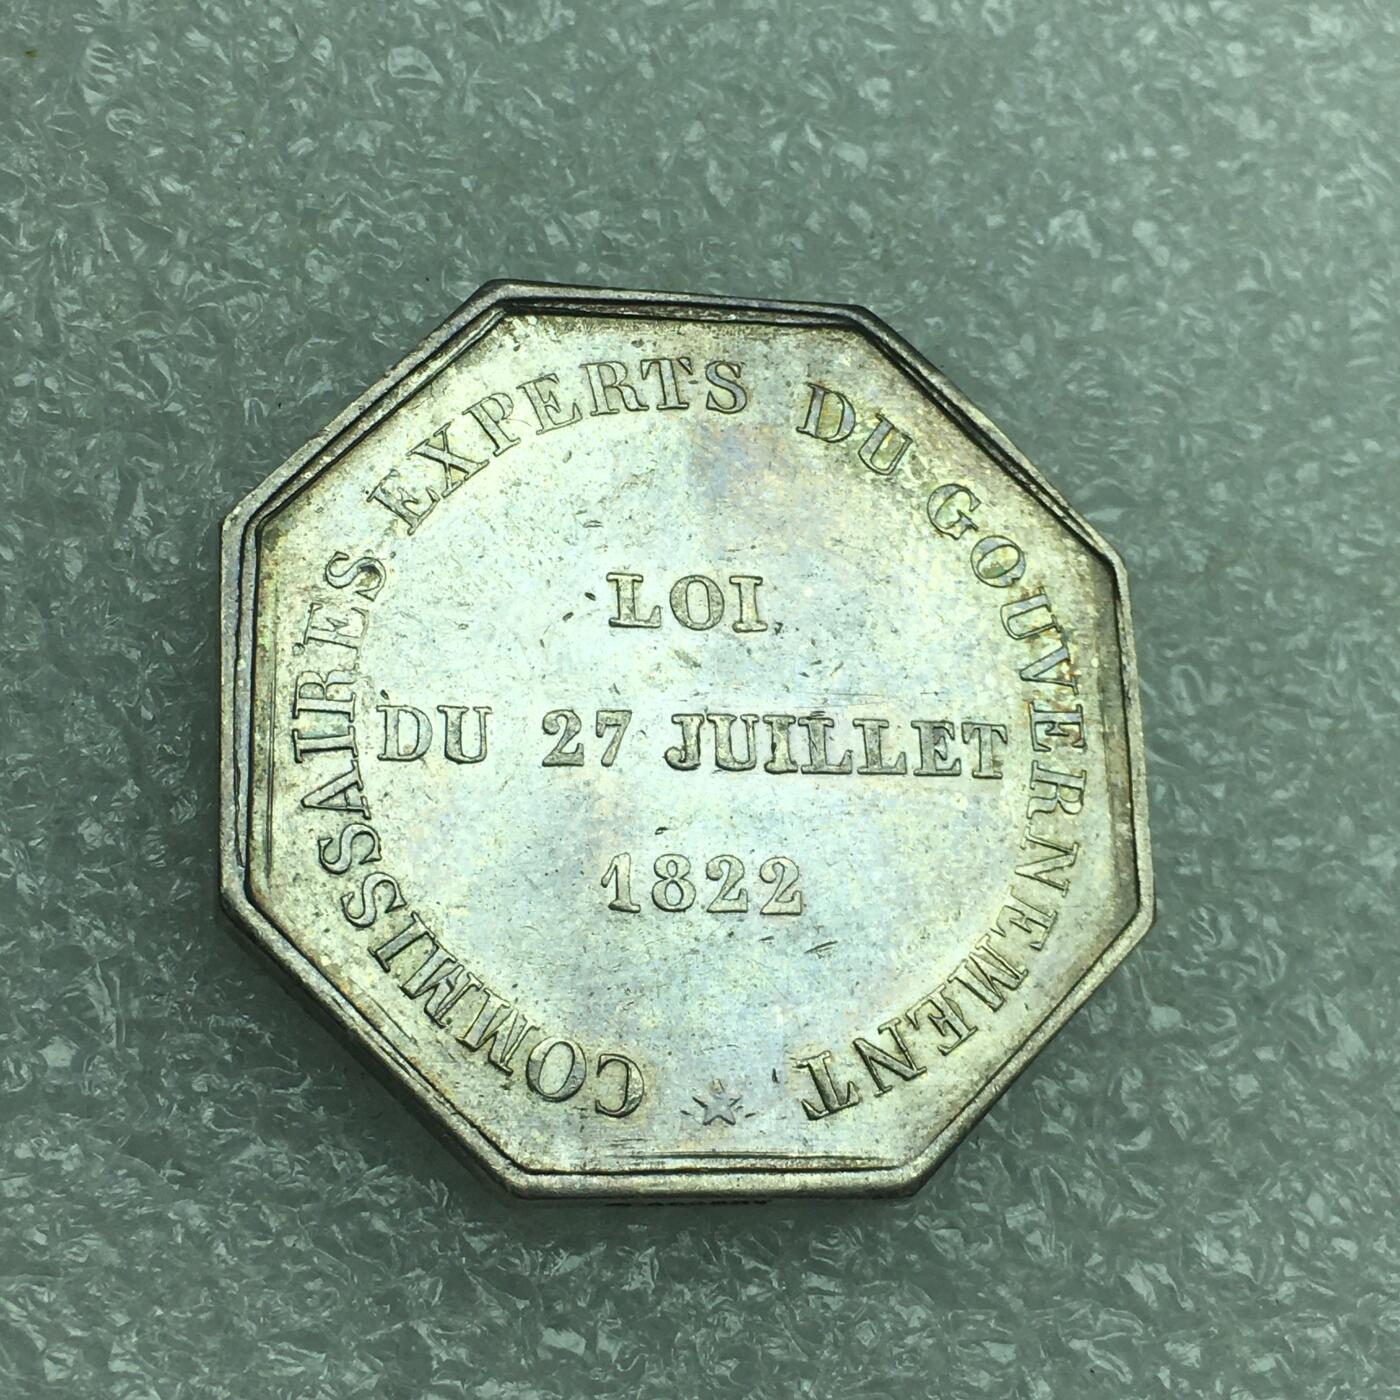 COMMISSAIRES EXPERTS DU GOUVERNEMENT
LOI
DU 27 JUILLET
1822